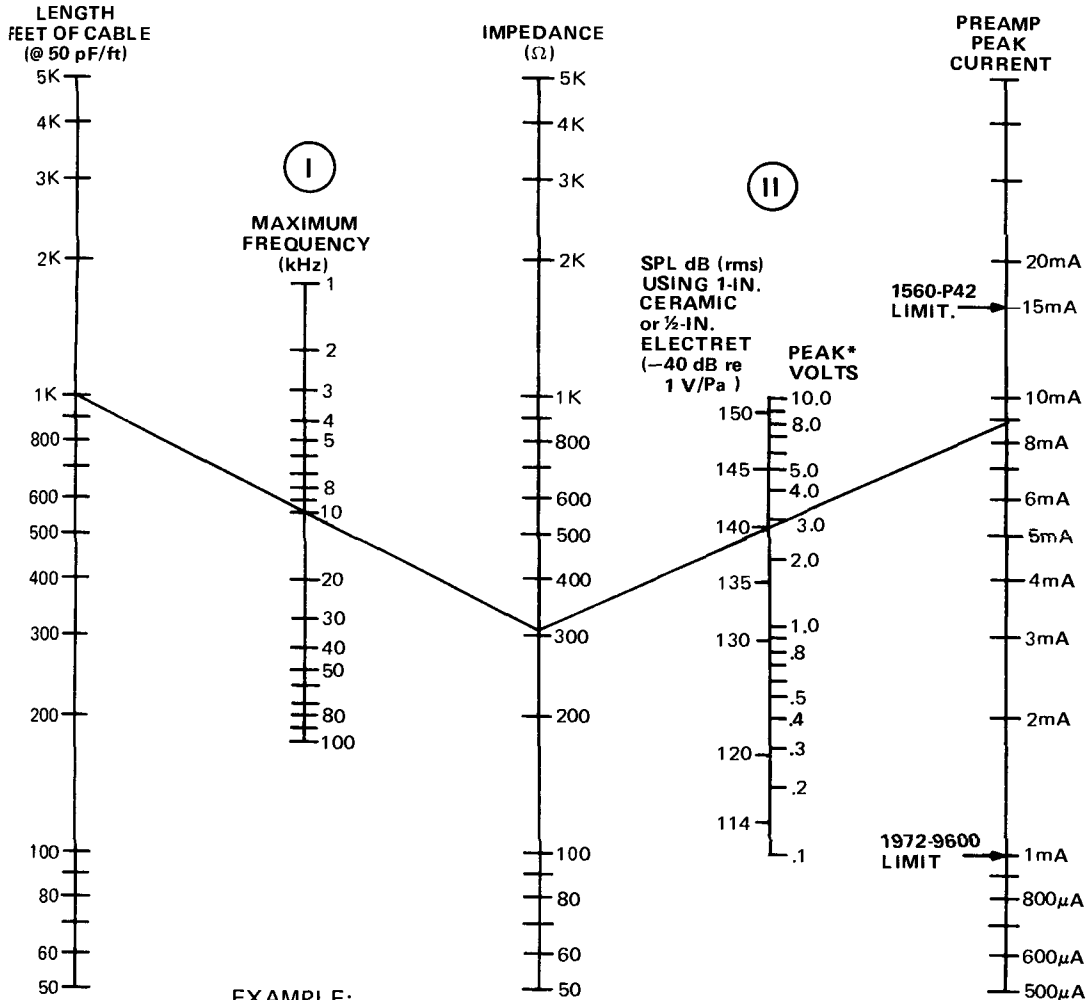 LENGTH
FEET OF CABLE
(@ 50 pF/ft)
5K
4K
3K
2K
1K
800
600
500
400
300
200
100
80
60
50
I
MAXIMUM
FREQUENCY
(kHz)
1
2
3
4
5
8
10
20
30
40
50
80
100
IMPEDANCE
(Ω)
5K
4K
3K
2K
1K
800
600
500
400
300
200
100
80
60
50
II
SPL dB (rms)
USING 1-IN.
CERAMIC
or ½-IN.
ELECTRET
(−40 dB re
1 V/Pa )
150
145
140
135
130
120
114
PEAK*
VOLTS
10.0
8.0
5.0
4.0
3.0
2.0
1.0
.8
.5
.4
.3
.2
.1
PREAMP
PEAK
CURRENT
20mA
1560-P42
LIMIT.
15mA
10mA
8mA
6mA
5mA
4mA
3mA
2mA
1972-9600
LIMIT
1mA
800μA
600μA
500μA
EXAMPLE: